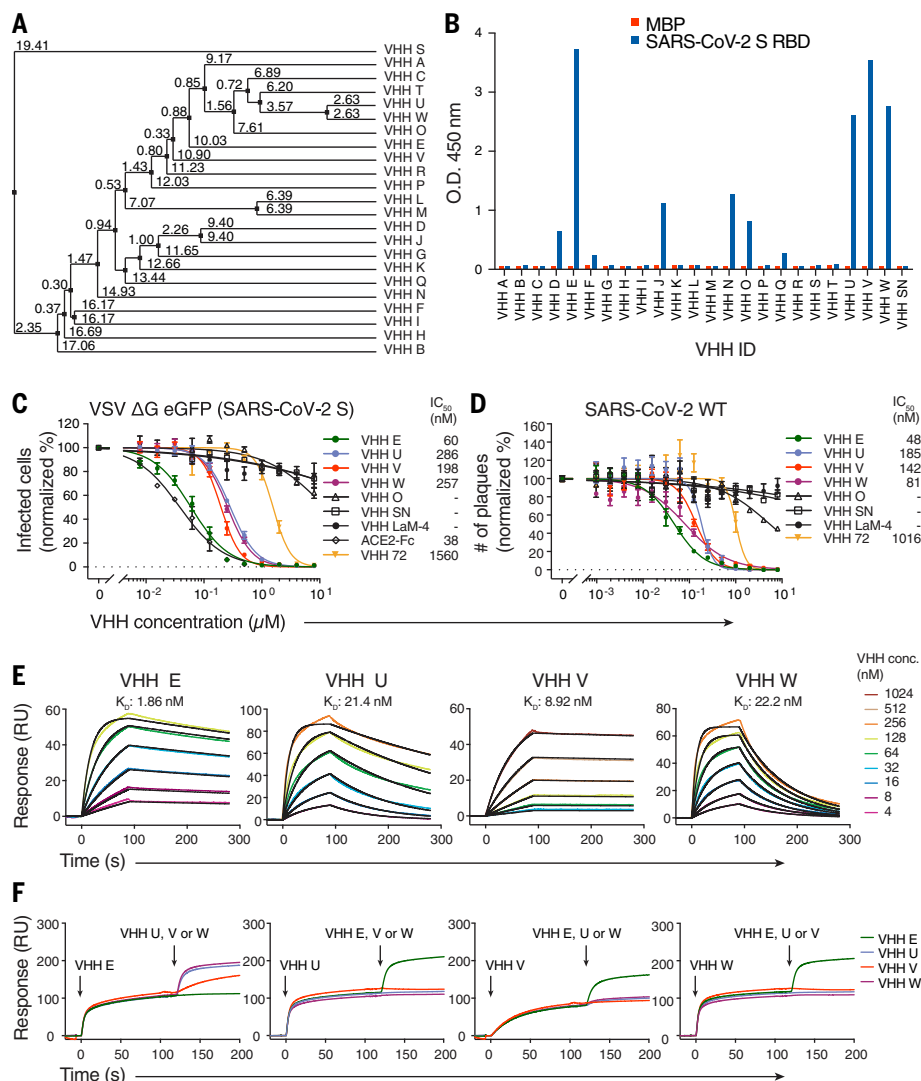 A
19.41
VHH S
9.17
VHH A
6.89
VHH C
0.85
0.72
6.20
VHH T
2.63
VHH U
0.88
1.56
3.57
2.63
VHH W
7.61
VHH O
0.33
10.03
VHH E
0.80
10.90
VHH V
1.43
11.23
VHH R
12.03
VHH P
0.53
6.39
VHH L
7.07
6.39
VHH M
0.94
2.26
9.40
VHH D
1.00
9.40
VHH J
11.65
VHH G
1.47
12.66
VHH K
13.44
VHH Q
0.30
14.93
VHH N
0.37
16.17
VHH F
16.17
VHH I
2.35
16.69
VHH H
17.06
VHH B
B
MBP
SARS-CoV-2 S RBD
O.D. 450 nm
4
3
2
1
0
VHH A
VHH B
VHH C
VHH D
VHH E
VHH F
VHH G
VHH H
VHH I
VHH J
VHH K
VHH L
VHH M
VHH N
VHH O
VHH P
VHH Q
VHH R
VHH S
VHH T
VHH U
VHH V
VHH W
VHH SN
VHH ID
C
VSV ΔG eGFP (SARS-CoV-2 S)
IC50
(nM)
Infected cells
(normalized %)
120
100
80
60
40
20
0
0 10-2 10-1 100 101
VHH E 60
VHH U 286
VHH V 198
VHH W 257
VHH O -
VHH SN -
VHH LaM-4 -
ACE2-Fc 38
VHH 72 1560
D
SARS-CoV-2 WT
IC50
(nM)
# of plaques
(normalized %)
160
140
120
100
80
60
40
20
0
0 10-3 10-2 10-1 100 101
VHH E 48
VHH U 185
VHH V 142
VHH W 81
VHH O -
VHH SN -
VHH LaM-4 -
VHH 72 1016
VHH concentration (µM)
E
VHH E
KD: 1.86 nM
VHH U
KD: 21.4 nM
VHH V
KD: 8.92 nM
VHH W
KD: 22.2 nM
Response (RU)
60
40
20
0
0 100 200 300
100
80
60
40
20
0
0 100 200 300
60
40
20
0
0 100 200 300
80
60
40
20
0
0 100 200 300
VHH conc.
(nM)
1024
512
256
128
64
32
16
8
4
Time (s)
F
Response (RU)
300
200
100
0
VHH E
VHH U, V or W
0 50 100 150 200
300
200
100
0
VHH U
VHH E, V or W
0 50 100 150 200
300
200
100
0
VHH V
VHH E, U or W
0 50 100 150 200
300
200
100
0
VHH W
VHH E, U or V
0 50 100 150 200
VHH E
VHH U
VHH V
VHH W
Time (s)